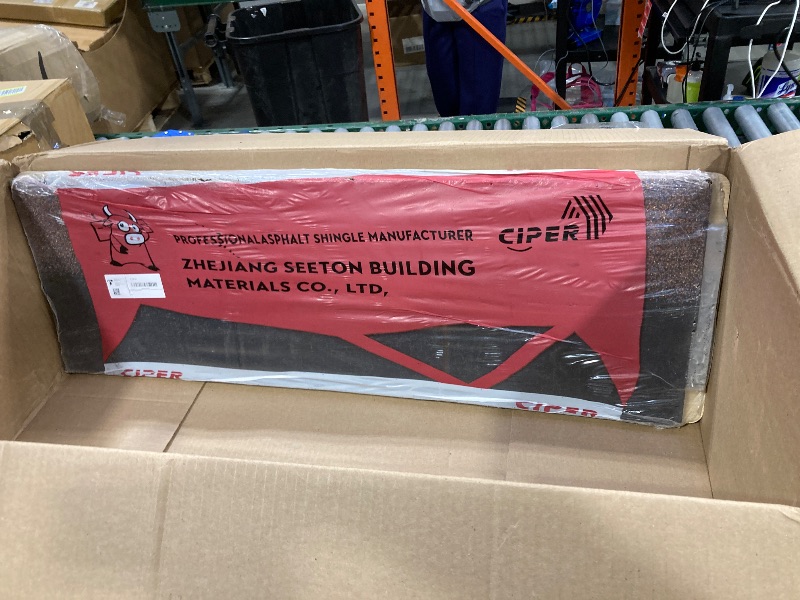 PROFESSIONALASPHALT SHINGLE MANUFACTURER
CIPER
ZHEJIANG SEETON BUILDING
MATERIALS CO., LTD,
CIPER
CIPER